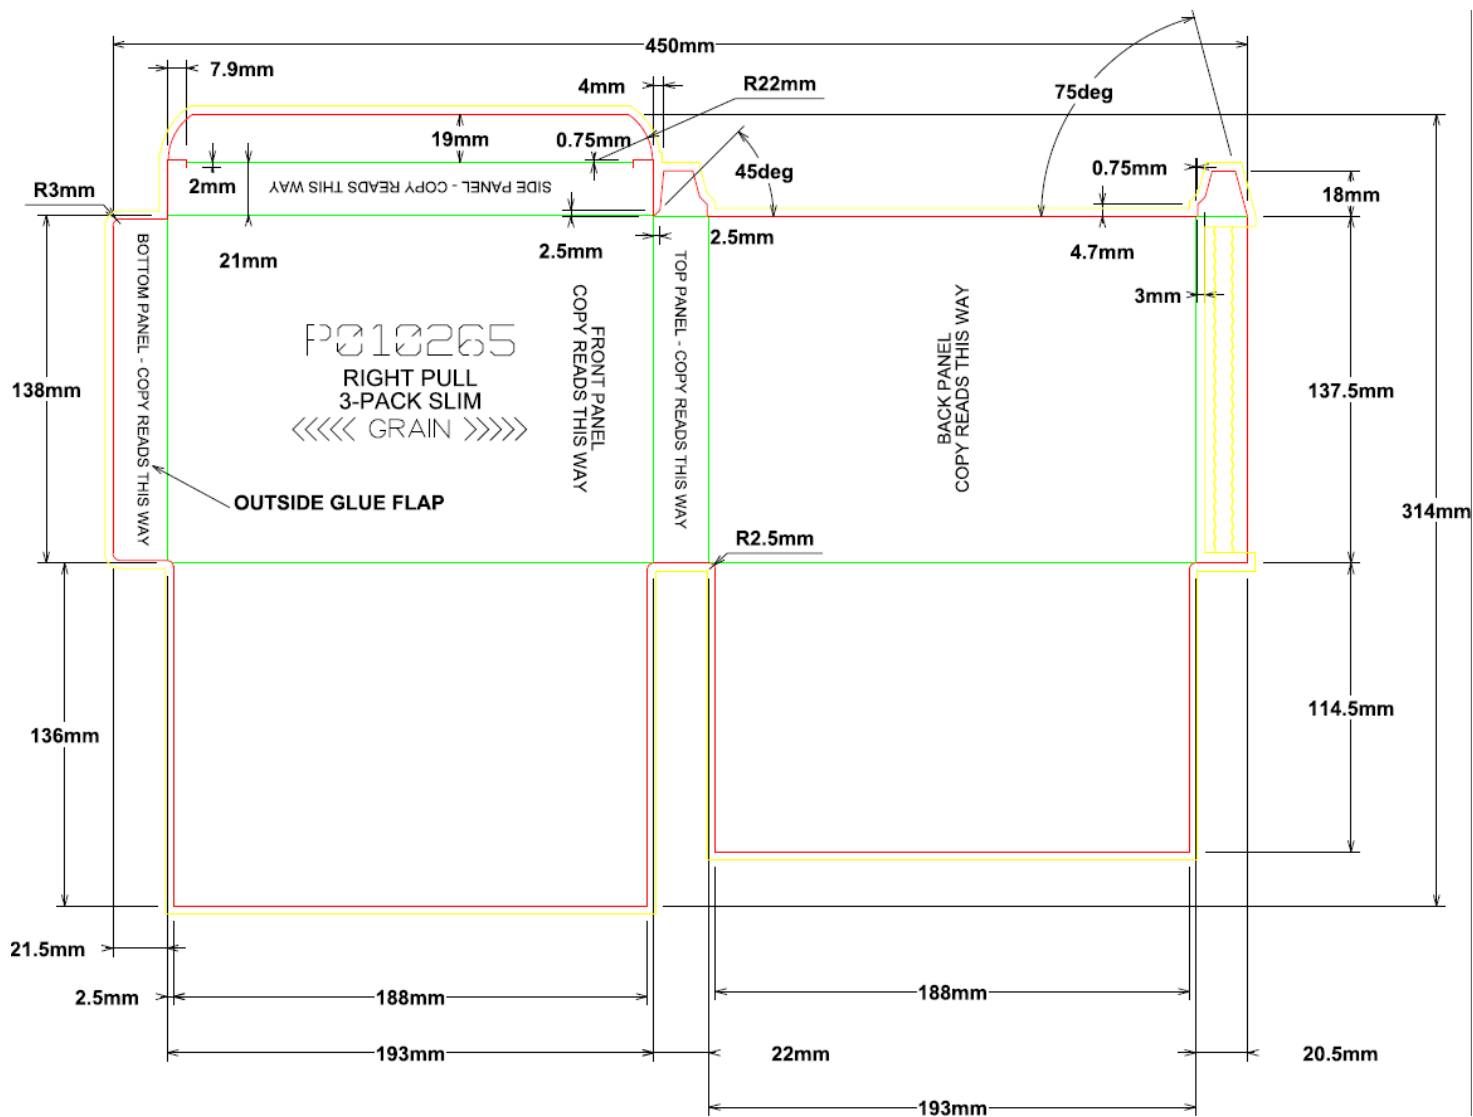 450mm
7.9mm
4mm
R22mm
75deg
19mm
0.75mm
0.75mm
45deg
2mm
SIDE PANEL - COPY READS THIS WAY
R3mm
18mm
21mm
2.5mm
2.5mm
4.7mm
3mm
BOTTOM PANEL - COPY READS THIS WAY
P010265
RIGHT PULL
3-PACK SLIM
<<<<< GRAIN >>>>>
FRONT PANEL
COPY READS THIS WAY
TOP PANEL - COPY READS THIS WAY
BACK PANEL
COPY READS THIS WAY
138mm
137.5mm
OUTSIDE GLUE FLAP
314mm
R2.5mm
136mm
114.5mm
21.5mm
2.5mm
188mm
188mm
193mm
22mm
20.5mm
193mm